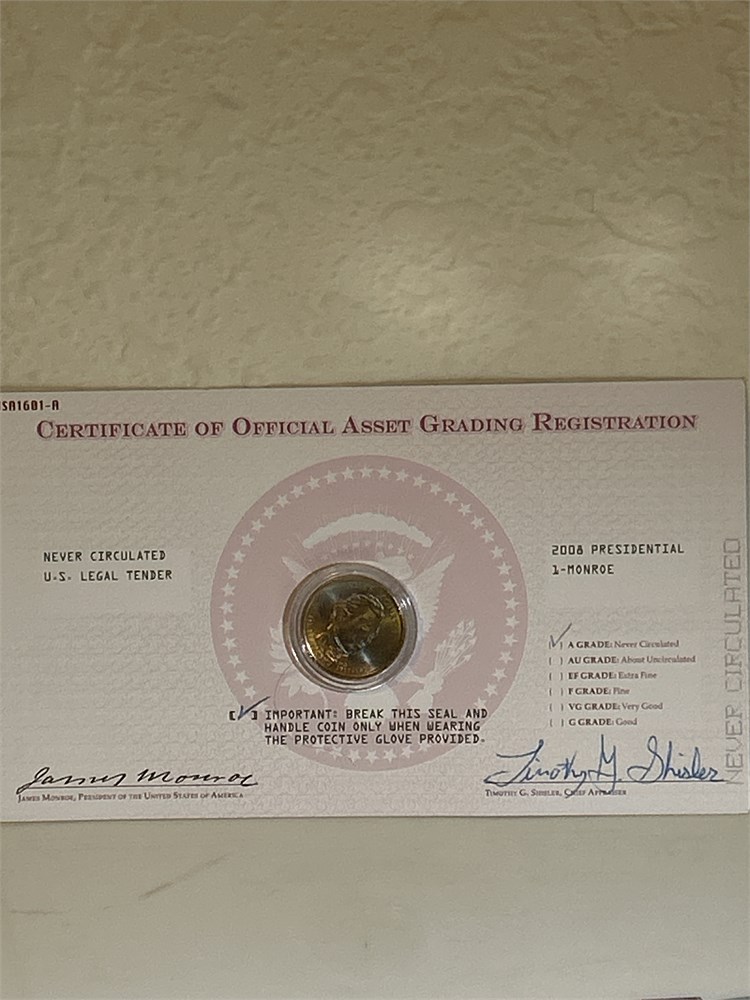 SA1601-A
CERTIFICATE OF OFFICIAL ASSET GRADING REGISTRATION
NEVER CIRCULATED
U.S. LEGAL TENDER
2008 PRESIDENTIAL
1-MONROE
[✓] A GRADE: Never Circulated
[ ] AU GRADE: About Uncirculated
[ ] EF GRADE: Extra Fine
[ ] F GRADE: Fine
[ ] VG GRADE: Very Good
[ ] G GRADE: Good
NEVER CIRCULATED
[✓] IMPORTANT: BREAK THIS SEAL AND
HANDLE COIN ONLY WHEN WEARING
THE PROTECTIVE GLOVE PROVIDED.
James Monroe
JAMES MONROE, PRESIDENT OF THE UNITED STATES OF AMERICA
Timothy G. Shisler
TIMOTHY G. SHISLER, CHIEF APPRAISER